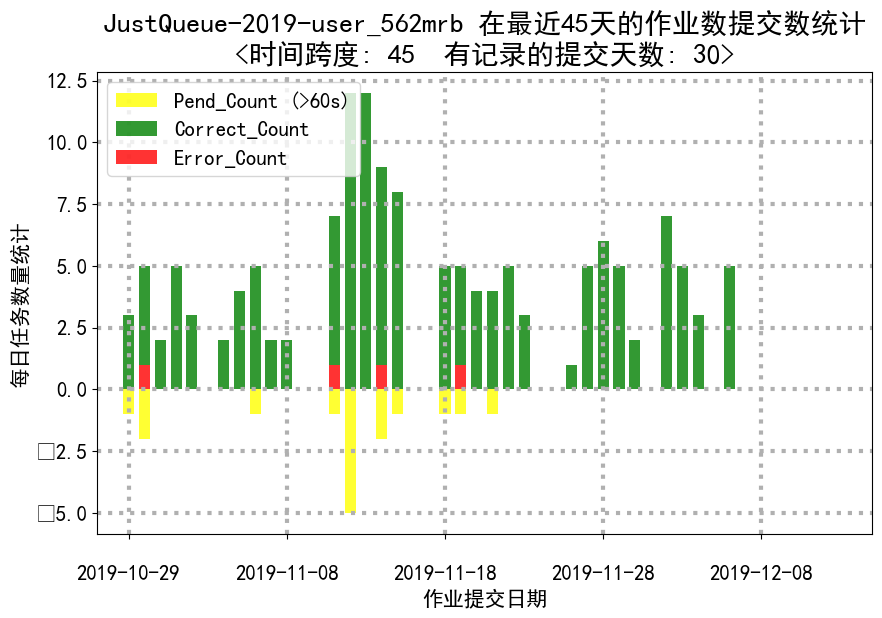 JustQueue-2019-user_562mrb 在最近45天的作业数提交数统计
<时间跨度: 45  有记录的提交天数: 30>
Pend_Count (>60s)
Correct_Count
Error_Count
每日任务数量统计
12.5
10.0
7.5
5.0
2.5
0.0
□2.5
□5.0
2019-10-29
2019-11-08
2019-11-18
2019-11-28
2019-12-08
作业提交日期